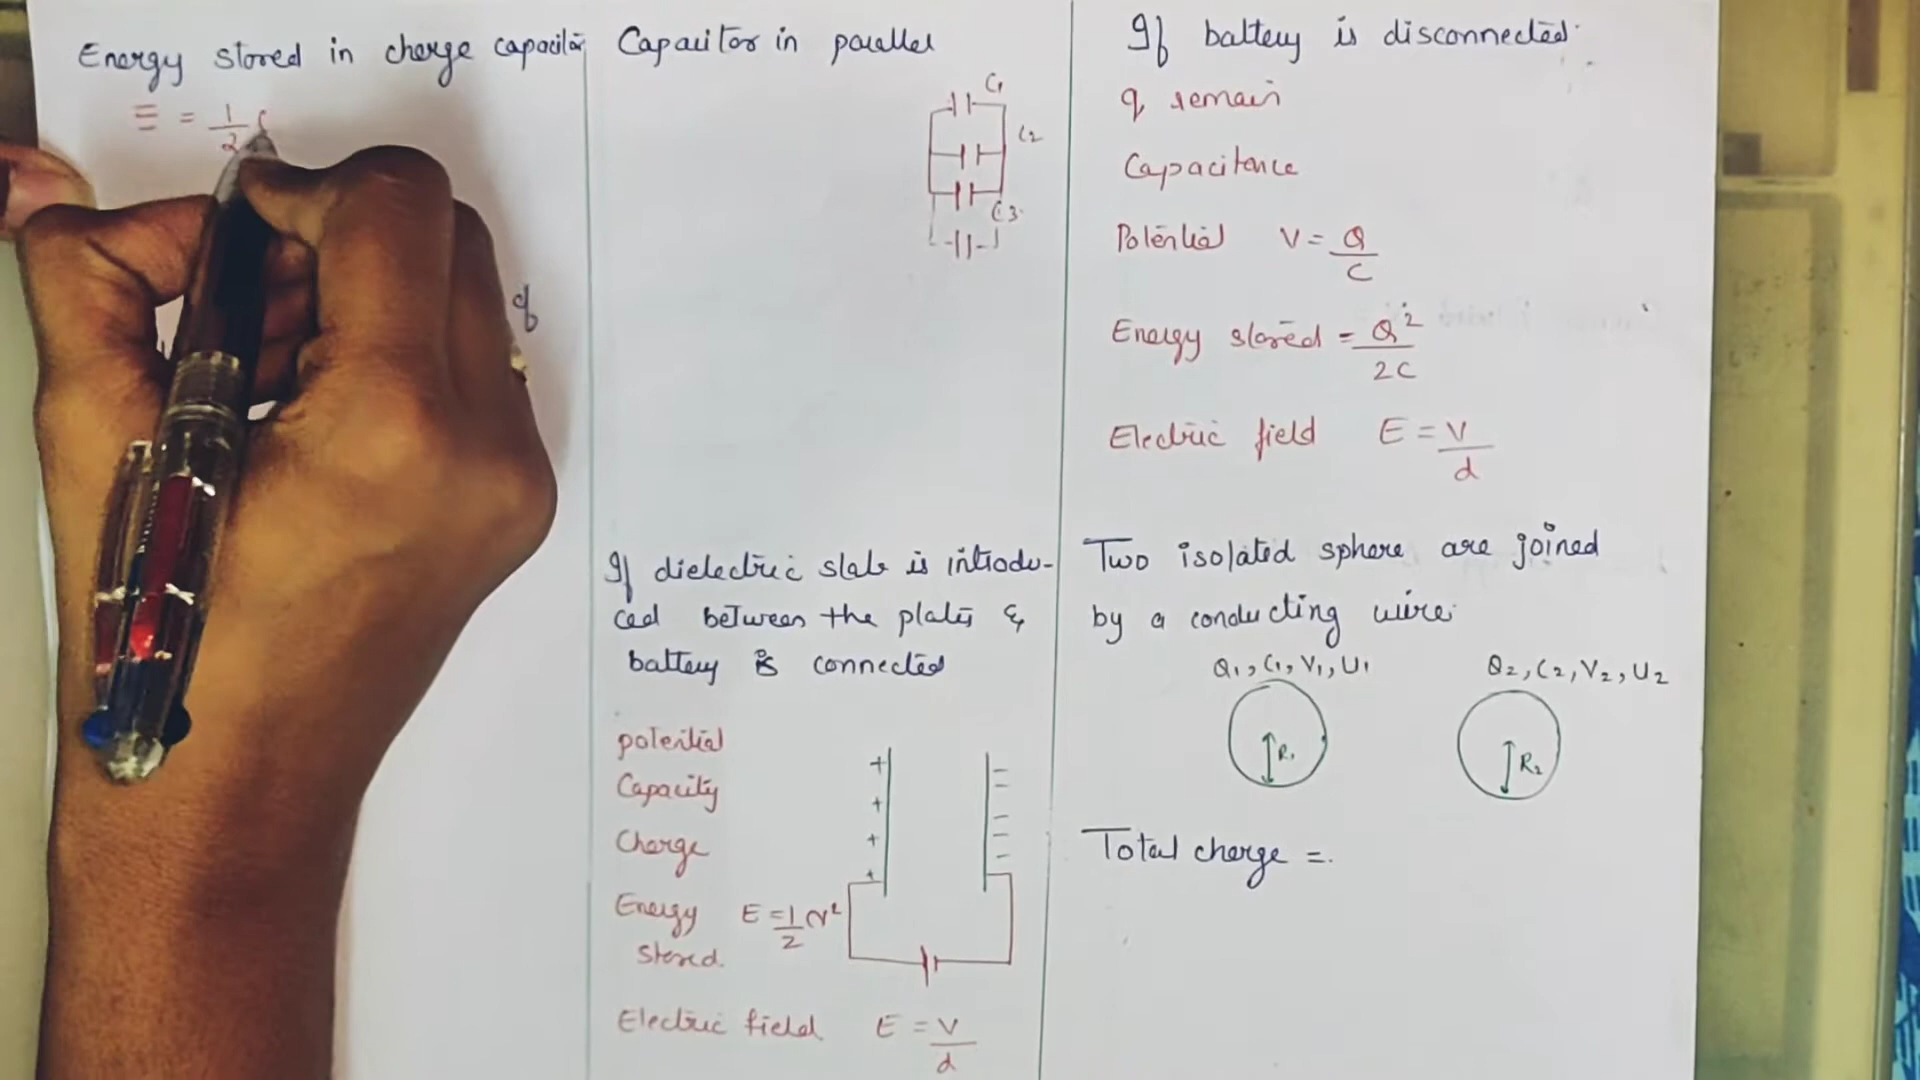 Energy stored in charge capacitor
E = 1/2 C
q
Capacitor in parallel
C1
C2
C3
If dielectric slab is introdu-
ced between the plates &
battery is connected
potential
Capacity
Charge
Energy stored. E = 1/2 CV²
Electric field E = V/d
+ + + +
- - - - -
If battery is disconnected.
q remain
Capacitence
Potential V = Q/C
Energy stored = Q²/2C
Electric field E = V/d
Two isolated sphere are joined
by a conducting wire.
Q1, C1, V1, U1
Q2, C2, V2, U2
R1
R2
Total charge =.